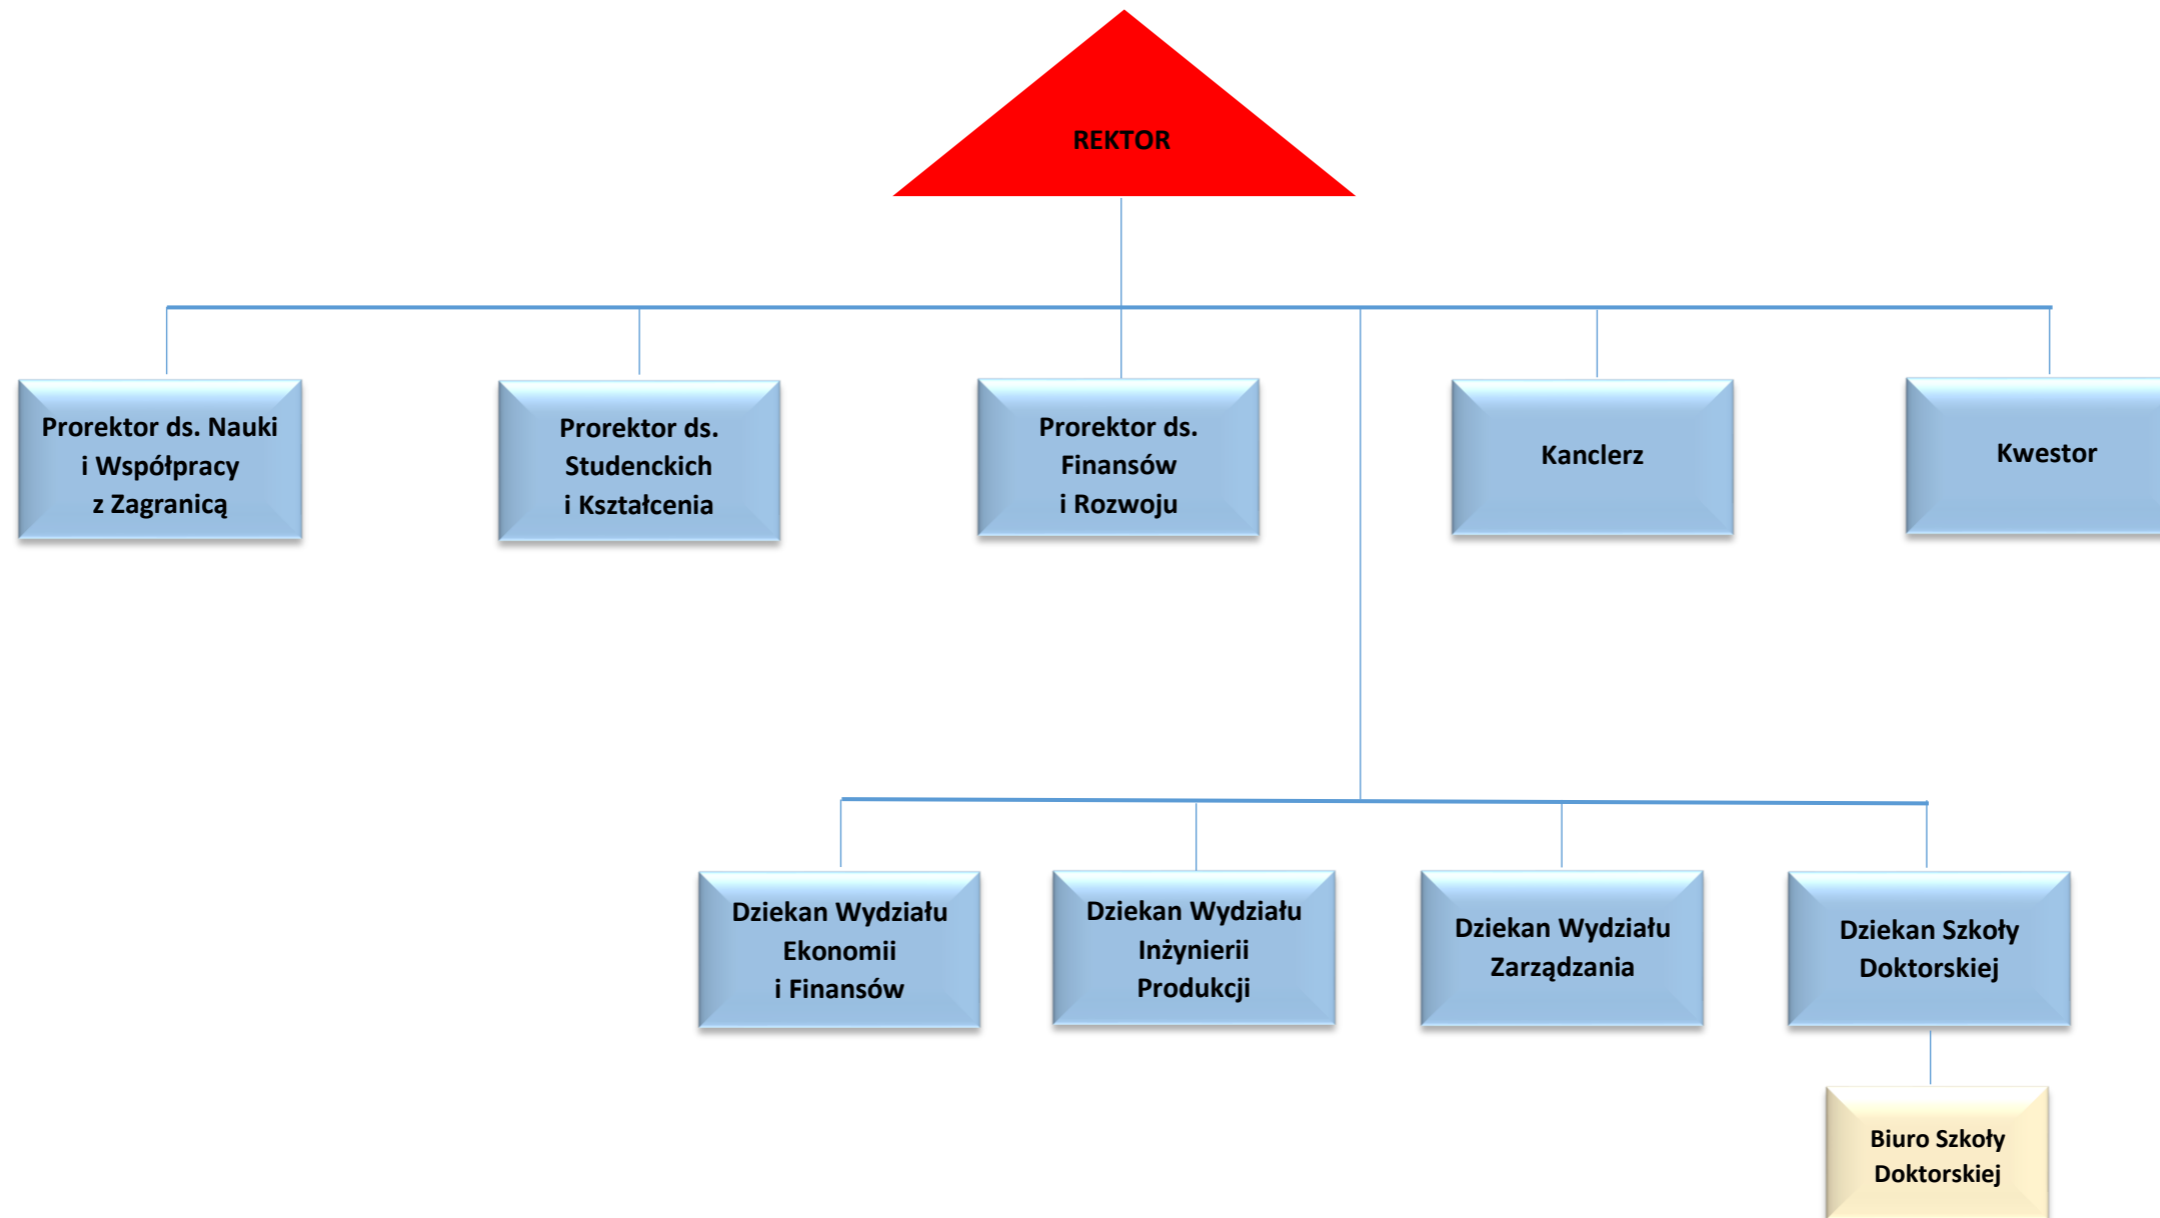 REKTOR
Prorektor ds. Nauki
i Współpracy
z Zagranicą
Prorektor ds.
Studenckich
i Kształcenia
Prorektor ds.
Finansów
i Rozwoju
Kanclerz
Kwestor
Dziekan Wydziału
Ekonomii
i Finansów
Dziekan Wydziału
Inżynierii
Produkcji
Dziekan Wydziału
Zarządzania
Dziekan Szkoły
Doktorskiej
Biuro Szkoły
Doktorskiej